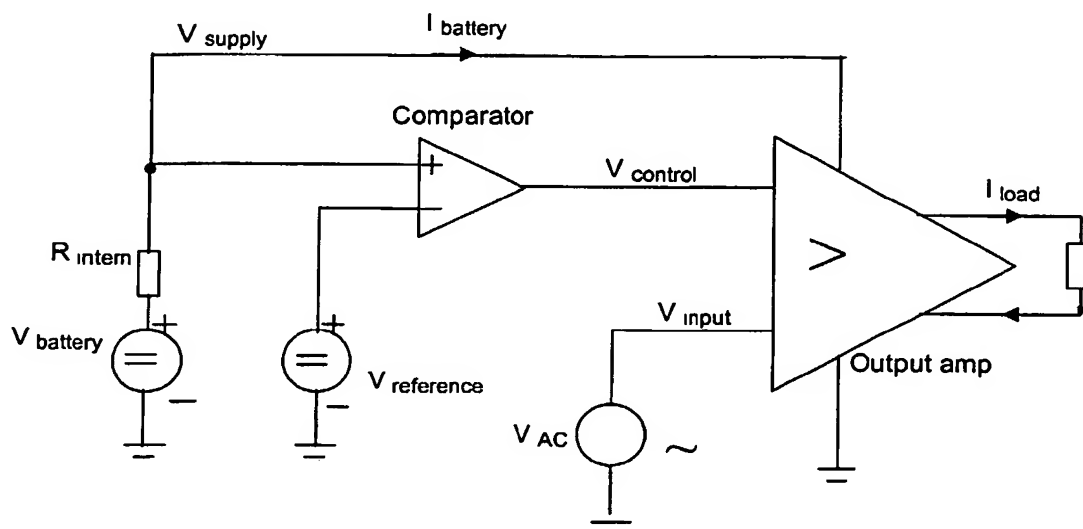 I battery
V supply
Comparator
+
V control
I load
−
R intern
>
V input
+
+
V battery
=
=
Output amp
V reference
−
−
V AC
~